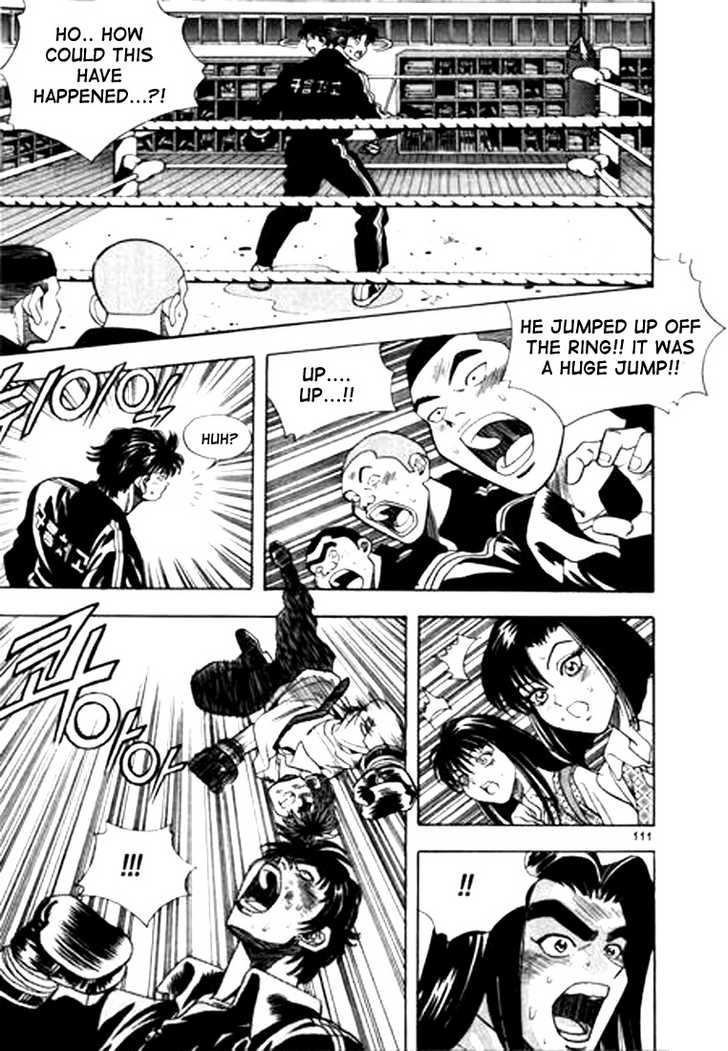 HO.. HOW
COULD THIS
HAVE
HAPPENED...?!
HE JUMPED UP OFF
THE RING!! IT WAS
A HUGE JUMP!!
UP....
UP...!!
HUH?
111
!!
!!!